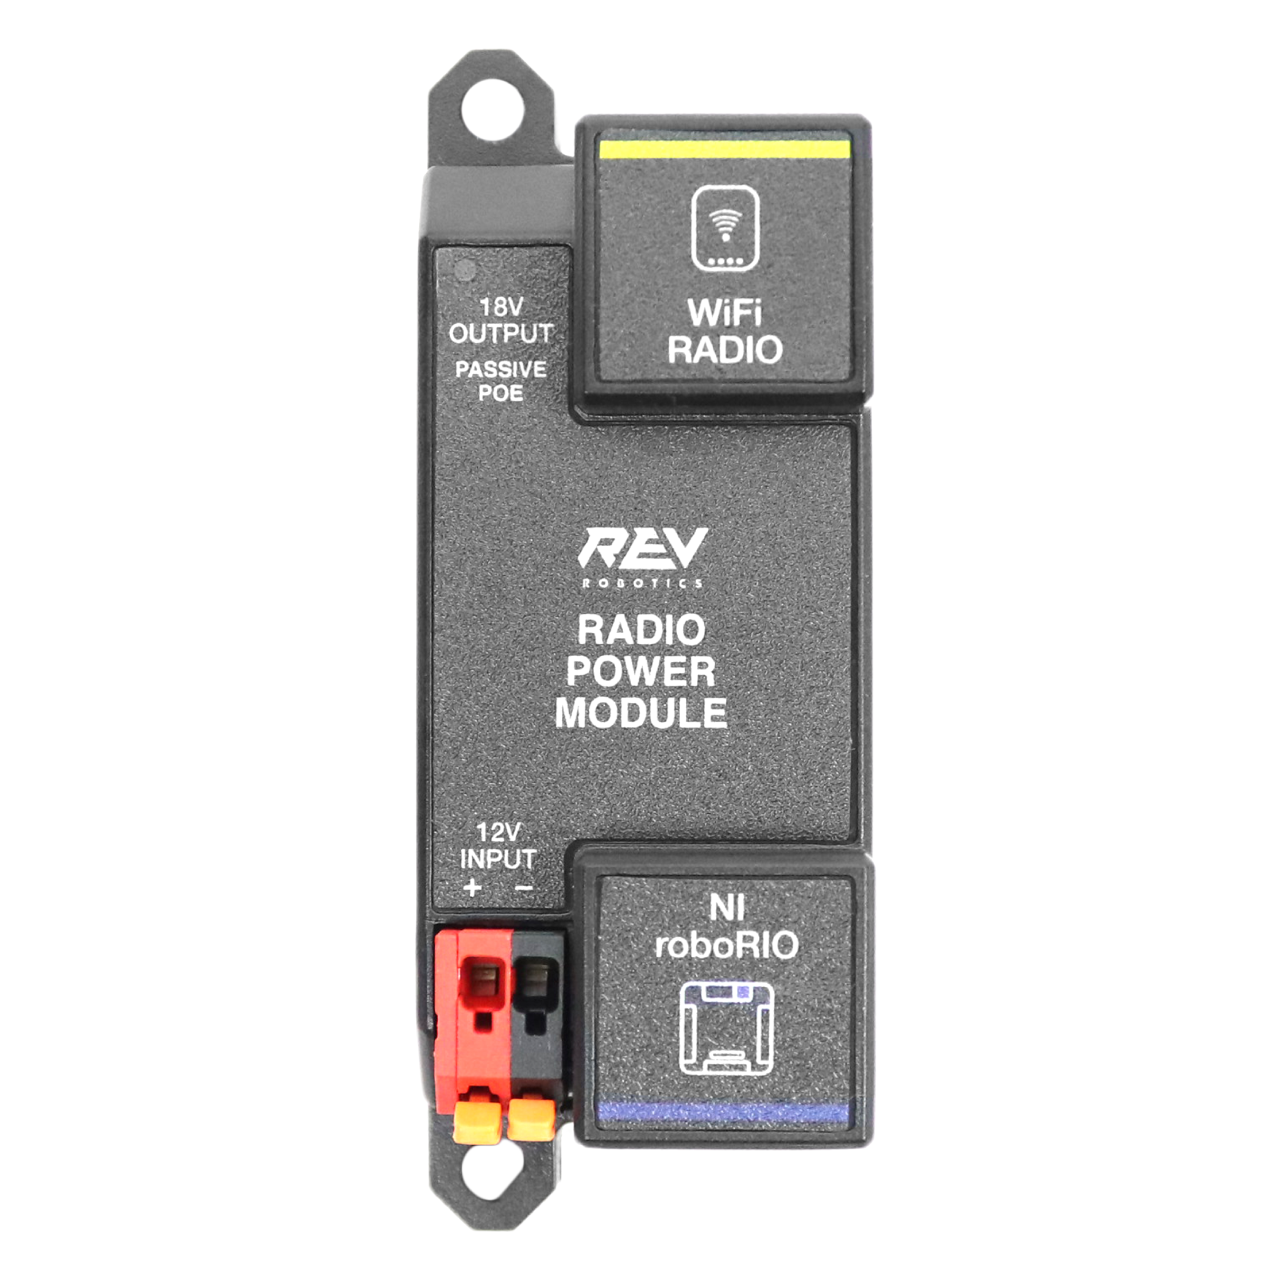 WiFi
RADIO
18V
OUTPUT
PASSIVE
POE
REV
ROBOTICS
RADIO
POWER
MODULE
12V
INPUT
+ −
NI
roboRIO